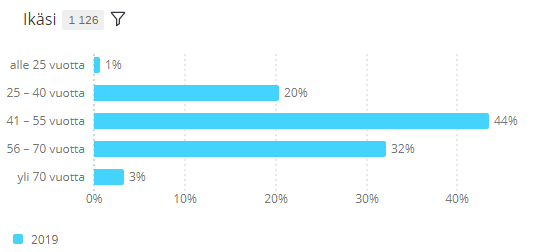 Ikäsi 1 126
alle 25 vuotta 1%
25 – 40 vuotta 20%
41 – 55 vuotta 44%
56 – 70 vuotta 32%
yli 70 vuotta 3%
0% 10% 20% 30% 40%
2019